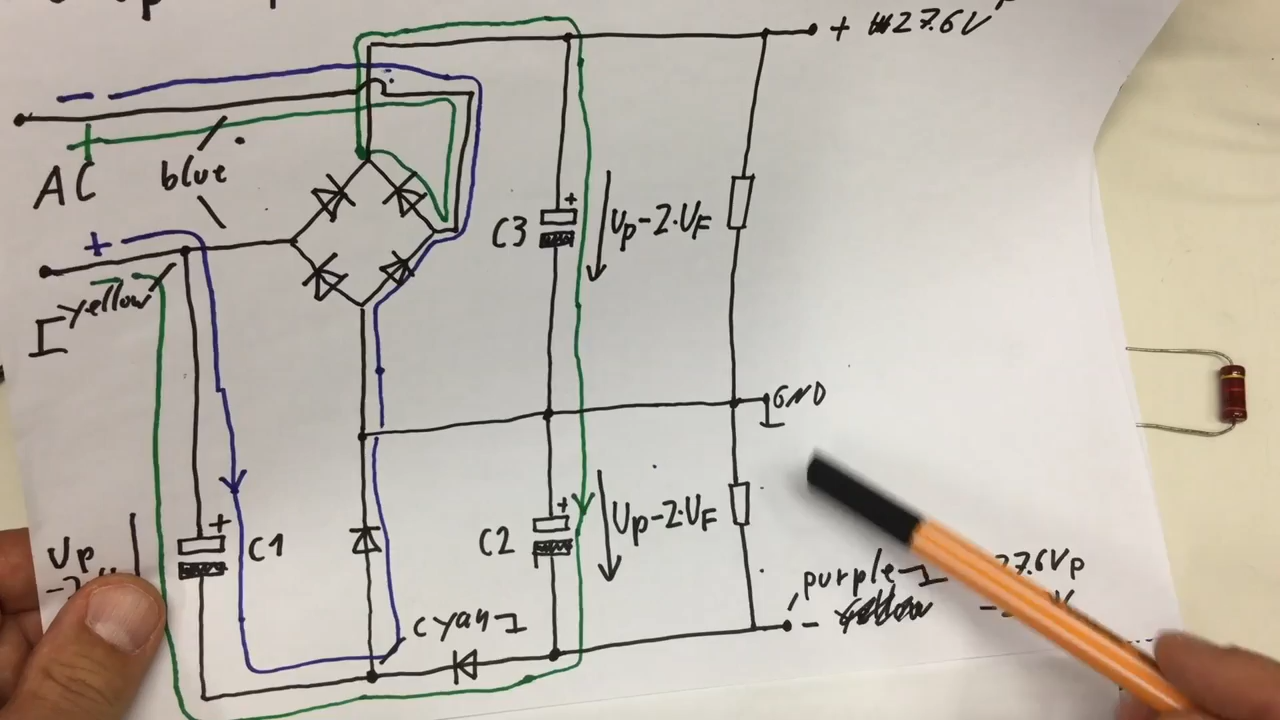 + 27.6V
−
+
AC
blue
+
yellow
+
C3
Up-2·UF
GND
+
C1
+
C2
Up-2·UF
Up
cyan
purple
27.6Vp
-